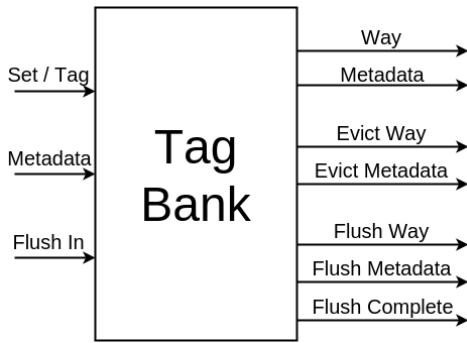 Set / Tag
Metadata
Flush In
Tag
Bank
Way
Metadata
Evict Way
Evict Metadata
Flush Way
Flush Metadata
Flush Complete